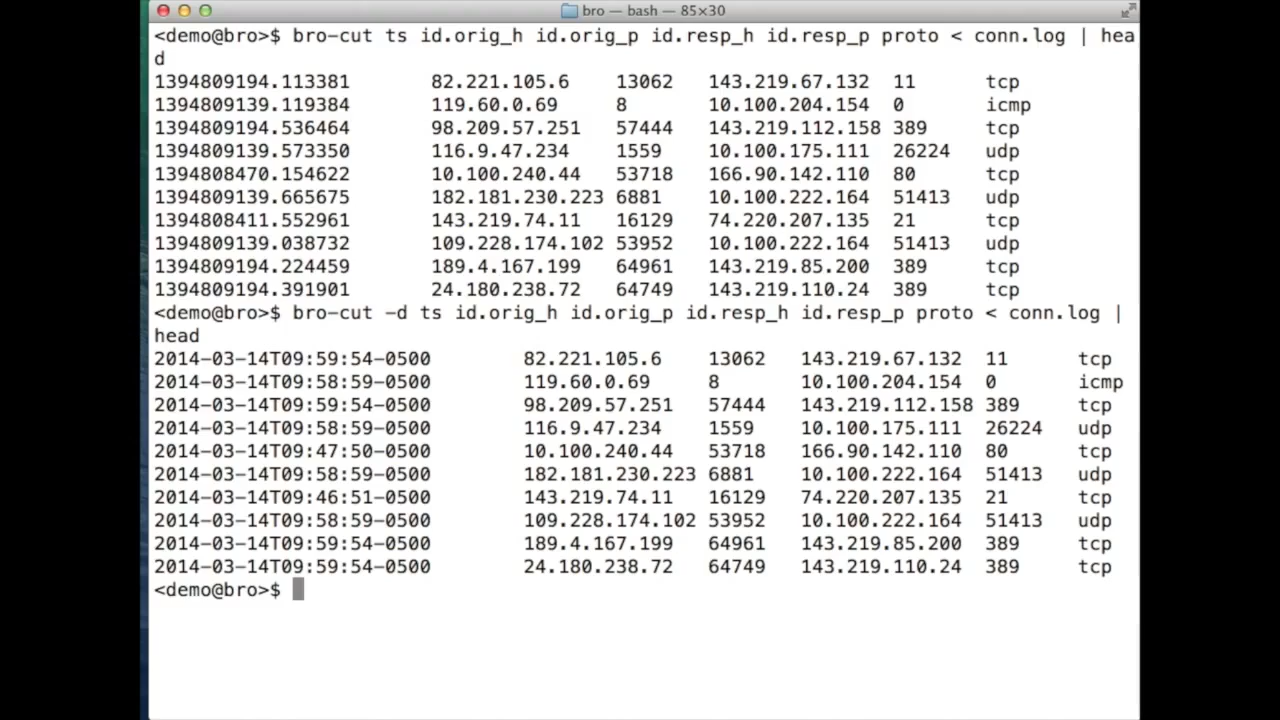 bro — bash — 85×30
<demo@bro>$ bro-cut ts id.orig_h id.orig_p id.resp_h id.resp_p proto < conn.log | hea
d
1394809194.113381 82.221.105.6 13062 143.219.67.132 11 tcp
1394809139.119384 119.60.0.69 8 10.100.204.154 0 icmp
1394809194.536464 98.209.57.251 57444 143.219.112.158 389 tcp
1394809139.573350 116.9.47.234 1559 10.100.175.111 26224 udp
1394808470.154622 10.100.240.44 53718 166.90.142.110 80 tcp
1394809139.665675 182.181.230.223 6881 10.100.222.164 51413 udp
1394808411.552961 143.219.74.11 16129 74.220.207.135 21 tcp
1394809139.038732 109.228.174.102 53952 10.100.222.164 51413 udp
1394809194.224459 189.4.167.199 64961 143.219.85.200 389 tcp
1394809194.391901 24.180.238.72 64749 143.219.110.24 389 tcp
<demo@bro>$ bro-cut -d ts id.orig_h id.orig_p id.resp_h id.resp_p proto < conn.log |
head
2014-03-14T09:59:54-0500 82.221.105.6 13062 143.219.67.132 11 tcp
2014-03-14T09:58:59-0500 119.60.0.69 8 10.100.204.154 0 icmp
2014-03-14T09:59:54-0500 98.209.57.251 57444 143.219.112.158 389 tcp
2014-03-14T09:58:59-0500 116.9.47.234 1559 10.100.175.111 26224 udp
2014-03-14T09:47:50-0500 10.100.240.44 53718 166.90.142.110 80 tcp
2014-03-14T09:58:59-0500 182.181.230.223 6881 10.100.222.164 51413 udp
2014-03-14T09:46:51-0500 143.219.74.11 16129 74.220.207.135 21 tcp
2014-03-14T09:58:59-0500 109.228.174.102 53952 10.100.222.164 51413 udp
2014-03-14T09:59:54-0500 189.4.167.199 64961 143.219.85.200 389 tcp
2014-03-14T09:59:54-0500 24.180.238.72 64749 143.219.110.24 389 tcp
<demo@bro>$